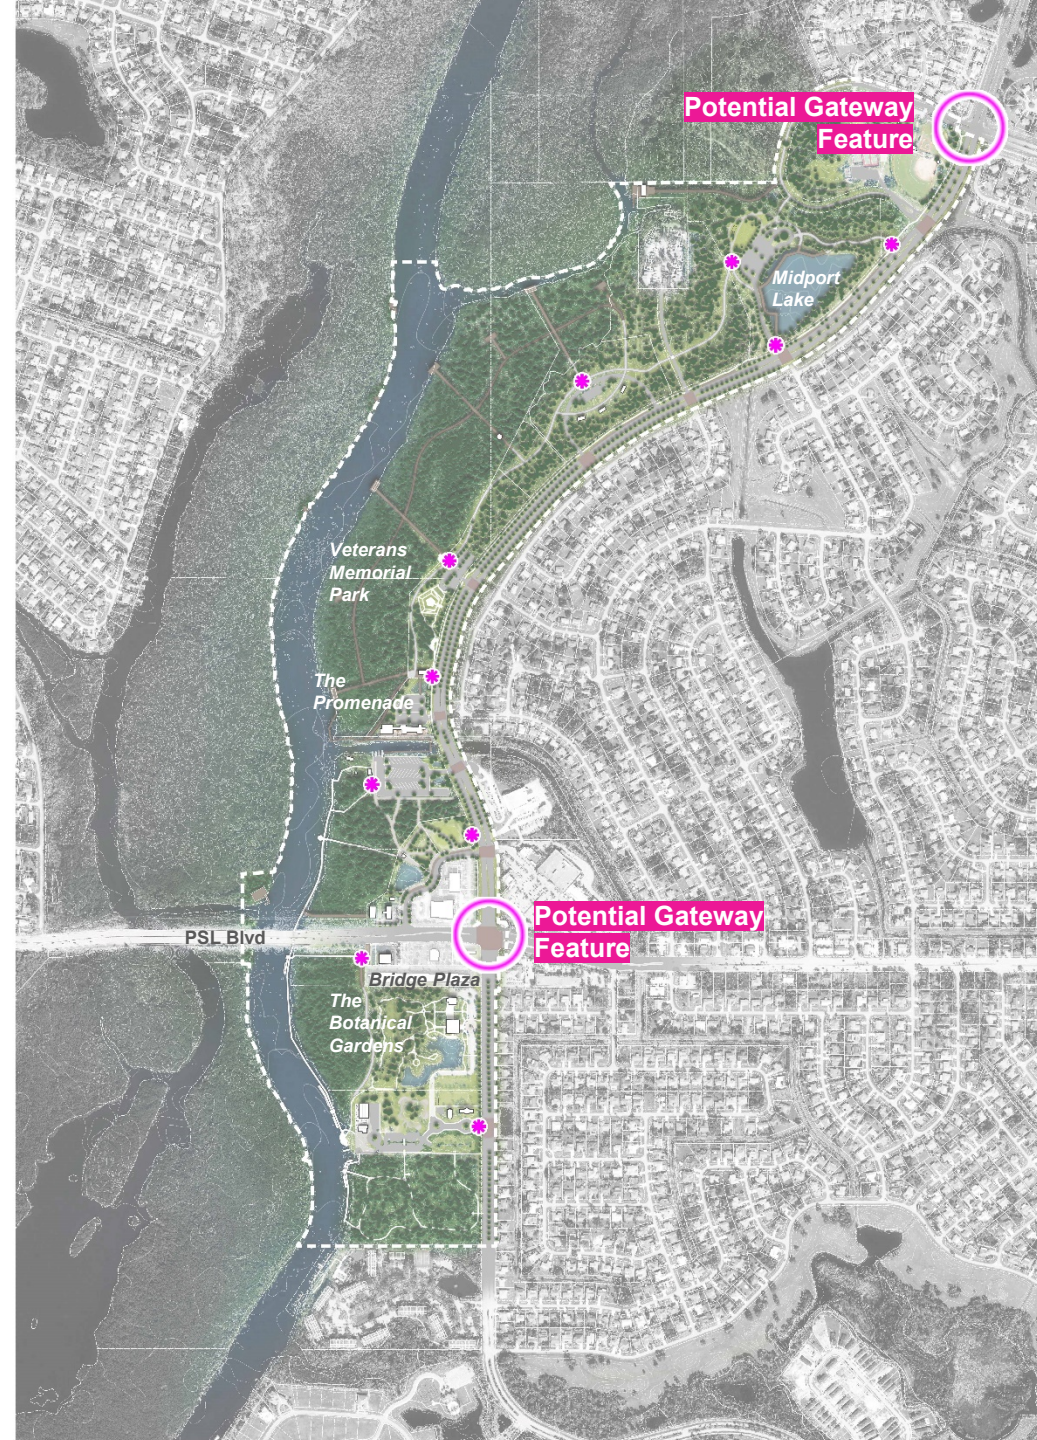 Potential Gateway
Feature
Midport
Lake
Veterans
Memorial
Park
The
Promenade
Potential Gateway
Feature
PSL Blvd
Bridge Plaza
The
Botanical
Gardens